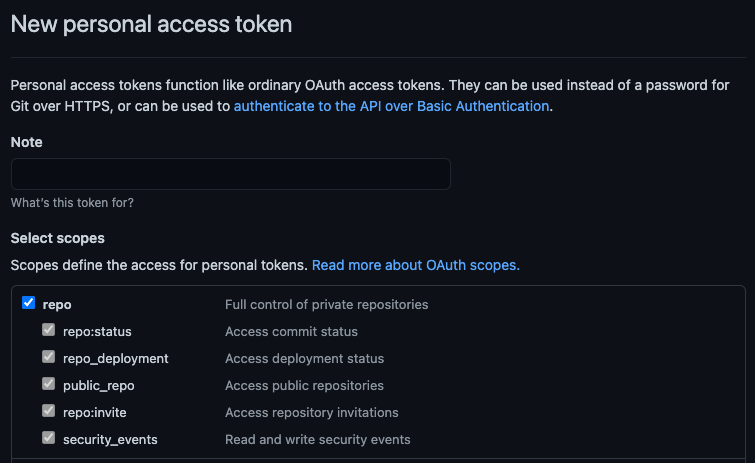 New personal access token
Personal access tokens function like ordinary OAuth access tokens. They can be used instead of a password for
Git over HTTPS, or can be used to authenticate to the API over Basic Authentication.
Note
What's this token for?
Select scopes
Scopes define the access for personal tokens. Read more about OAuth scopes.
repo Full control of private repositories
repo:status Access commit status
repo_deployment Access deployment status
public_repo Access public repositories
repo:invite Access repository invitations
security_events Read and write security events